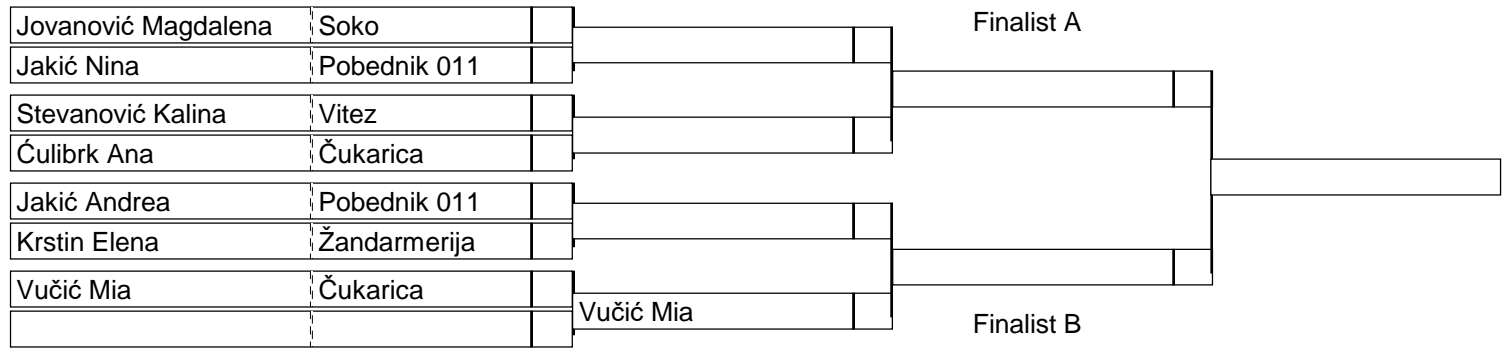 Jovanović Magdalena Soko
Finalist A
Jakić Nina Pobednik 011
Stevanović Kalina Vitez
Ćulibrk Ana Čukarica
Jakić Andrea Pobednik 011
Krstin Elena Žandarmerija
Vučić Mia Čukarica
Vučić Mia
Finalist B